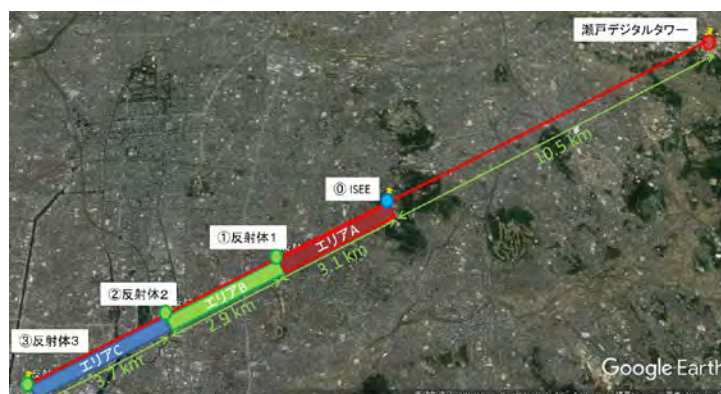 瀬戸デジタルタワー
10.5 km
⓪ ISEE
①反射体1
エリアA
3.1 km
②反射体2
エリアB
2.9 km
③反射体3
エリアC
3.7 km
Google Earth